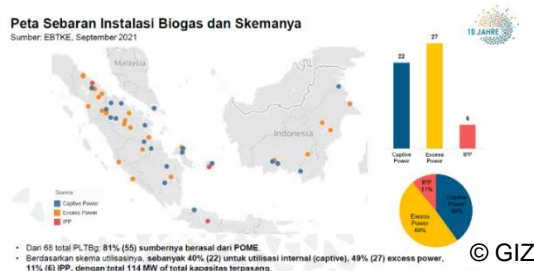 Peta Sebaran Instalasi Biogas dan Skemanya
Sumber: EBTKE, September 2021
10 JAHRE
Malaysia
Indonesia
Skema
Captive Power
Excess Power
IPP
22
27
6
Captive Power
Excess Power
IPP
IPP
11%
Captive Power
40%
Excess Power
49%
• Dari 68 total PLTBg: 81% (55) sumbernya berasal dari POME.
• Berdasarkan skema utilisasinya, sebanyak 40% (22) untuk utilisasi internal (captive), 49% (27) excess power,
11% (6) IPP, dengan total 114 MW of total kapasitas terpasang.
© GIZ